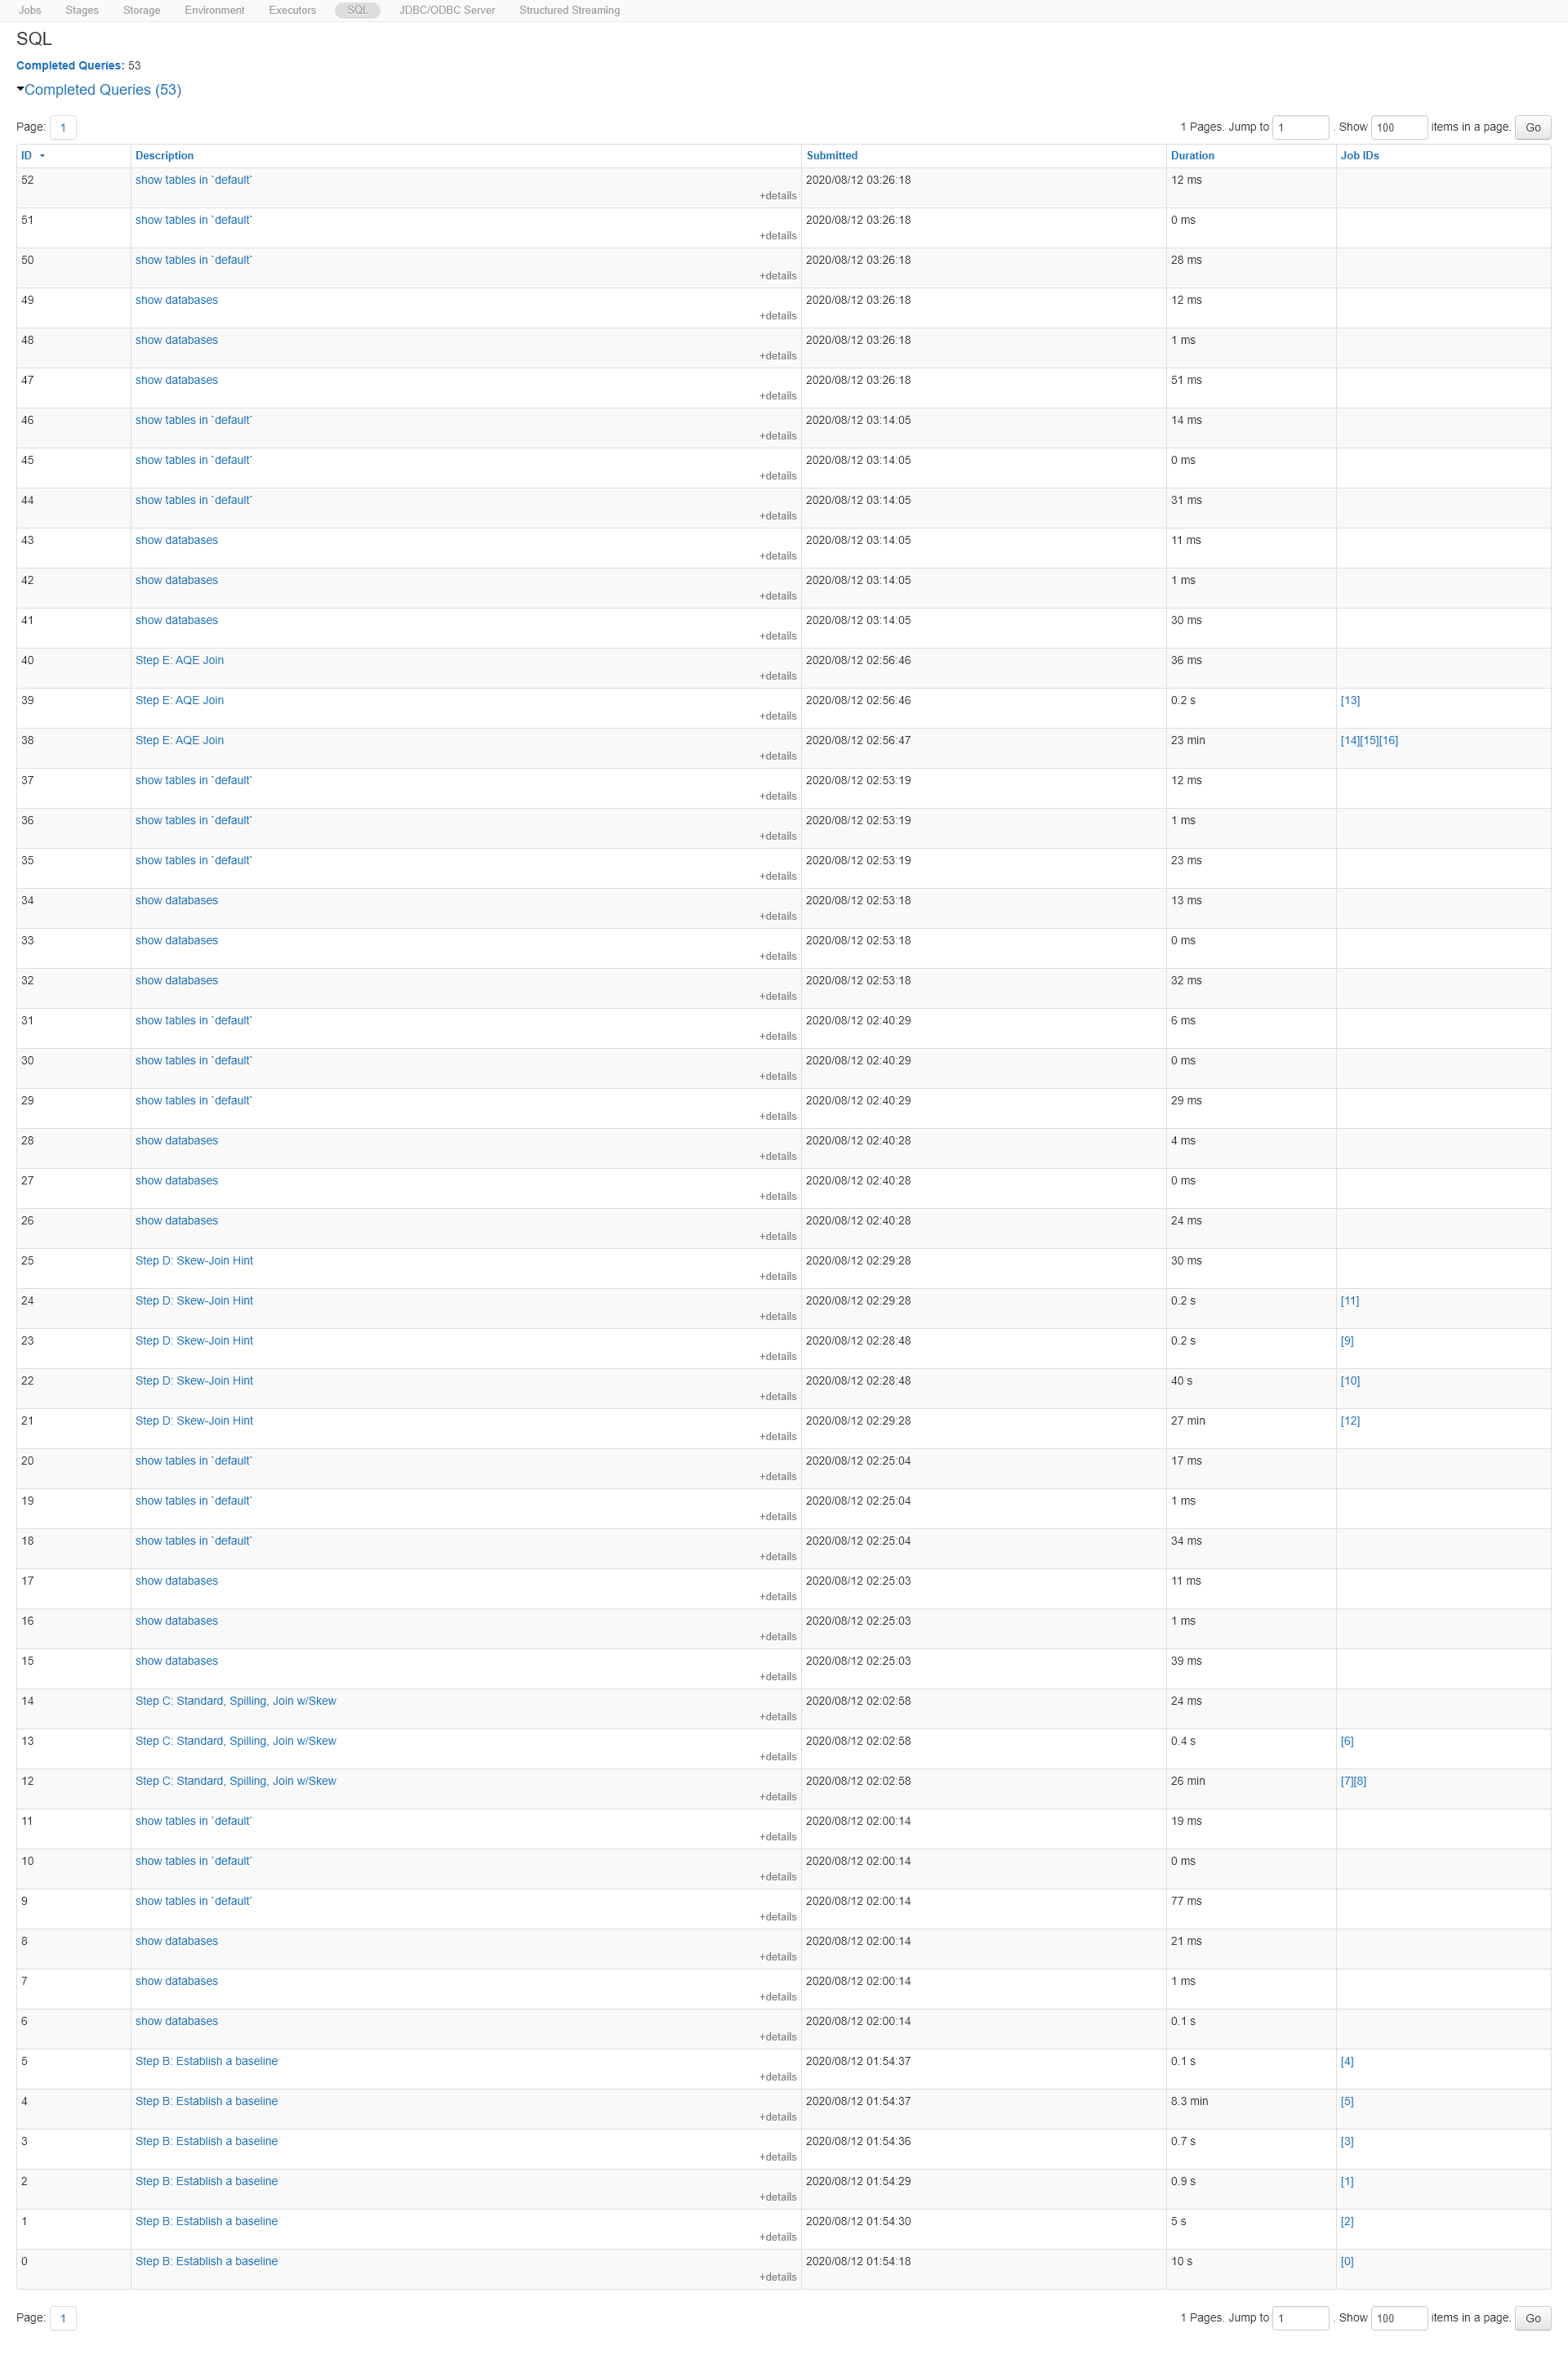 Jobs Stages Storage Environment Executors SQL JDBC/ODBC Server Structured Streaming
SQL
Completed Queries: 53
Completed Queries (53)
Page: 1 1 Pages. Jump to 1 . Show 100 items in a page. Go
ID Description Submitted Duration Job IDs
52 show tables in `default` 2020/08/12 03:26:18 12 ms
+details
51 show tables in `default` 2020/08/12 03:26:18 0 ms
+details
50 show tables in `default` 2020/08/12 03:26:18 28 ms
+details
49 show databases 2020/08/12 03:26:18 12 ms
+details
48 show databases 2020/08/12 03:26:18 1 ms
+details
47 show databases 2020/08/12 03:26:18 51 ms
+details
46 show tables in `default` 2020/08/12 03:14:05 14 ms
+details
45 show tables in `default` 2020/08/12 03:14:05 0 ms
+details
44 show tables in `default` 2020/08/12 03:14:05 31 ms
+details
43 show databases 2020/08/12 03:14:05 11 ms
+details
42 show databases 2020/08/12 03:14:05 1 ms
+details
41 show databases 2020/08/12 03:14:05 30 ms
+details
40 Step E: AQE Join 2020/08/12 02:56:46 36 ms
+details
39 Step E: AQE Join 2020/08/12 02:56:46 0.2 s [13]
+details
38 Step E: AQE Join 2020/08/12 02:56:47 23 min [14][15][16]
+details
37 show tables in `default` 2020/08/12 02:53:19 12 ms
+details
36 show tables in `default` 2020/08/12 02:53:19 1 ms
+details
35 show tables in `default` 2020/08/12 02:53:19 23 ms
+details
34 show databases 2020/08/12 02:53:18 13 ms
+details
33 show databases 2020/08/12 02:53:18 0 ms
+details
32 show databases 2020/08/12 02:53:18 32 ms
+details
31 show tables in `default` 2020/08/12 02:40:29 6 ms
+details
30 show tables in `default` 2020/08/12 02:40:29 0 ms
+details
29 show tables in `default` 2020/08/12 02:40:29 29 ms
+details
28 show databases 2020/08/12 02:40:28 4 ms
+details
27 show databases 2020/08/12 02:40:28 0 ms
+details
26 show databases 2020/08/12 02:40:28 24 ms
+details
25 Step D: Skew-Join Hint 2020/08/12 02:29:28 30 ms
+details
24 Step D: Skew-Join Hint 2020/08/12 02:29:28 0.2 s [11]
+details
23 Step D: Skew-Join Hint 2020/08/12 02:28:48 0.2 s [9]
+details
22 Step D: Skew-Join Hint 2020/08/12 02:28:48 40 s [10]
+details
21 Step D: Skew-Join Hint 2020/08/12 02:29:28 27 min [12]
+details
20 show tables in `default` 2020/08/12 02:25:04 17 ms
+details
19 show tables in `default` 2020/08/12 02:25:04 1 ms
+details
18 show tables in `default` 2020/08/12 02:25:04 34 ms
+details
17 show databases 2020/08/12 02:25:03 11 ms
+details
16 show databases 2020/08/12 02:25:03 1 ms
+details
15 show databases 2020/08/12 02:25:03 39 ms
+details
14 Step C: Standard, Spilling, Join w/Skew 2020/08/12 02:02:58 24 ms
+details
13 Step C: Standard, Spilling, Join w/Skew 2020/08/12 02:02:58 0.4 s [6]
+details
12 Step C: Standard, Spilling, Join w/Skew 2020/08/12 02:02:58 26 min [7][8]
+details
11 show tables in `default` 2020/08/12 02:00:14 19 ms
+details
10 show tables in `default` 2020/08/12 02:00:14 0 ms
+details
9 show tables in `default` 2020/08/12 02:00:14 77 ms
+details
8 show databases 2020/08/12 02:00:14 21 ms
+details
7 show databases 2020/08/12 02:00:14 1 ms
+details
6 show databases 2020/08/12 02:00:14 0.1 s
+details
5 Step B: Establish a baseline 2020/08/12 01:54:37 0.1 s [4]
+details
4 Step B: Establish a baseline 2020/08/12 01:54:37 8.3 min [5]
+details
3 Step B: Establish a baseline 2020/08/12 01:54:36 0.7 s [3]
+details
2 Step B: Establish a baseline 2020/08/12 01:54:29 0.9 s [1]
+details
1 Step B: Establish a baseline 2020/08/12 01:54:30 5 s [2]
+details
0 Step B: Establish a baseline 2020/08/12 01:54:18 10 s [0]
+details
Page: 1 1 Pages. Jump to 1 . Show 100 items in a page. Go